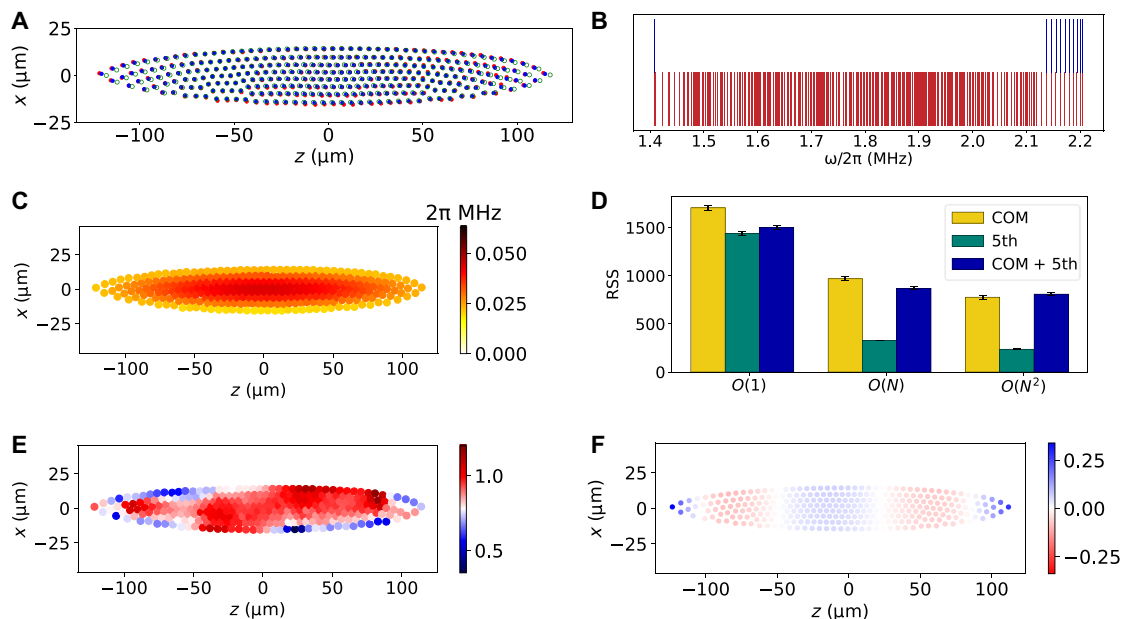 A
25
0
−25
x (μm)
−100 −50 0 50 100
z (μm)
B
1.4 1.5 1.6 1.7 1.8 1.9 2.0 2.1 2.2
ω/2π (MHz)
C
2π MHz
25
0
−25
x (μm)
0.050
0.025
0.000
−100 −50 0 50 100
z (μm)
D
1500
1000
500
0
RSS
COM
5th
COM + 5th
O(1) O(N) O(N²)
E
25
0
−25
x (μm)
1.0
0.5
−100 −50 0 50 100
z (μm)
F
25
0
−25
x (μm)
0.25
0.00
−0.25
−100 −50 0 50 100
z (μm)